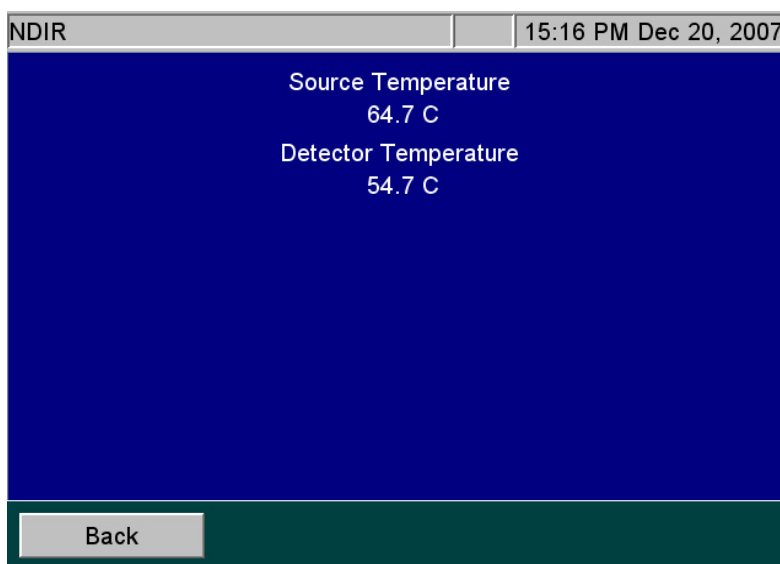 NDIR
15:16 PM Dec 20, 2007
Source Temperature
64.7 C
Detector Temperature
54.7 C
Back